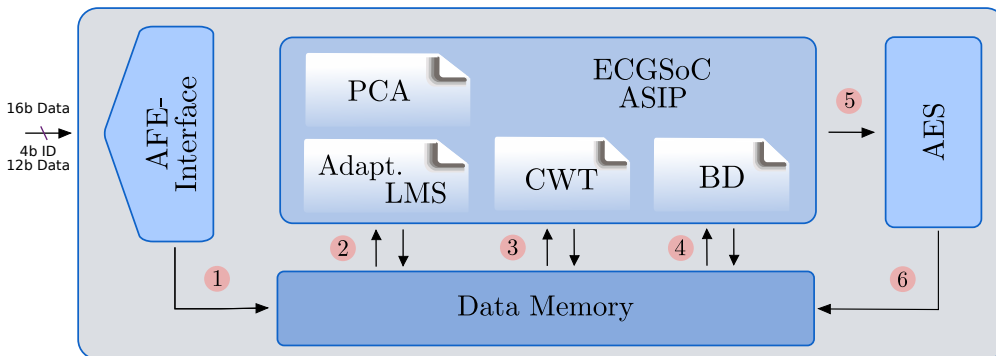 16b Data
4b ID
12b Data
AFE-
Interface
PCA
ECGSoC
ASIP
Adapt.
LMS
CWT
BD
5
AES
1
2
3
4
6
Data Memory